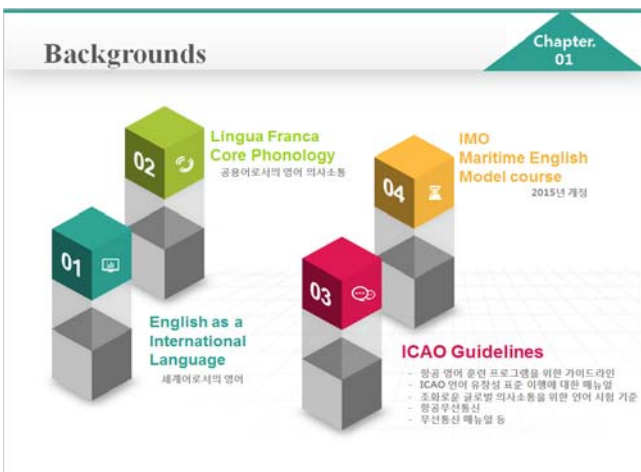 Backgrounds
Chapter.
01
01
English as a
International
Language
세계어로서의 영어
02
Lingua Franca
Core Phonology
공용어로서의 영어 의사소통
03
ICAO Guidelines
- 항공 영어 훈련 프로그램을 위한 가이드라인
- ICAO 언어 유창성 표준 이행에 대한 매뉴얼
- 조화로운 글로벌 의사소통을 위한 언어 시험 기준
- 항공무선통신
- 무선통신 매뉴얼 등
04
IMO
Maritime English
Model course
2015년 개정